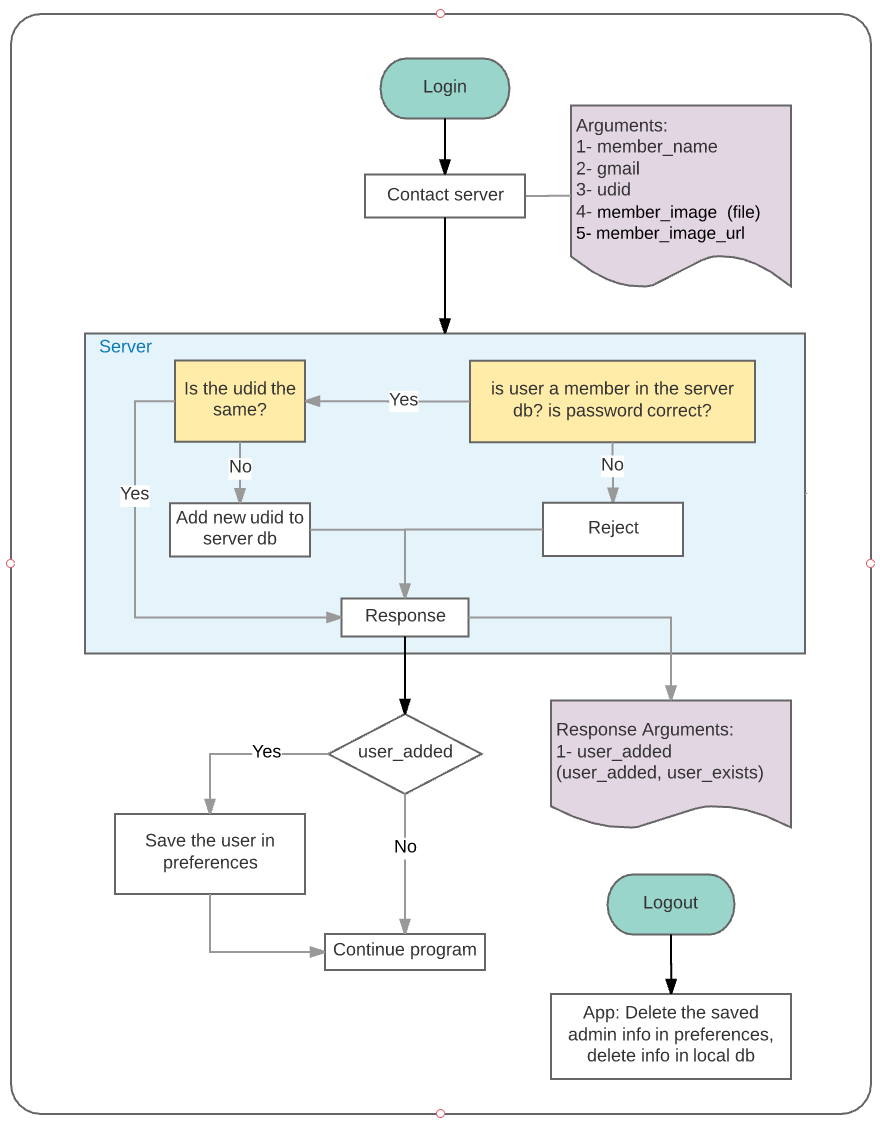 Login
Arguments:
1- member_name
2- gmail
3- udid
4- member_image  (file)
5- member_image_url
Contact server
Server
Is the udid the
same?
Yes
is user a member in the server
db? is password correct?
No
No
Yes
Add new udid to
server db
Reject
Response
user_added
Yes
Response Arguments:
1- user_added
(user_added, user_exists)
Save the user in
preferences
No
Continue program
Logout
App: Delete the saved
admin info in preferences,
delete info in local db